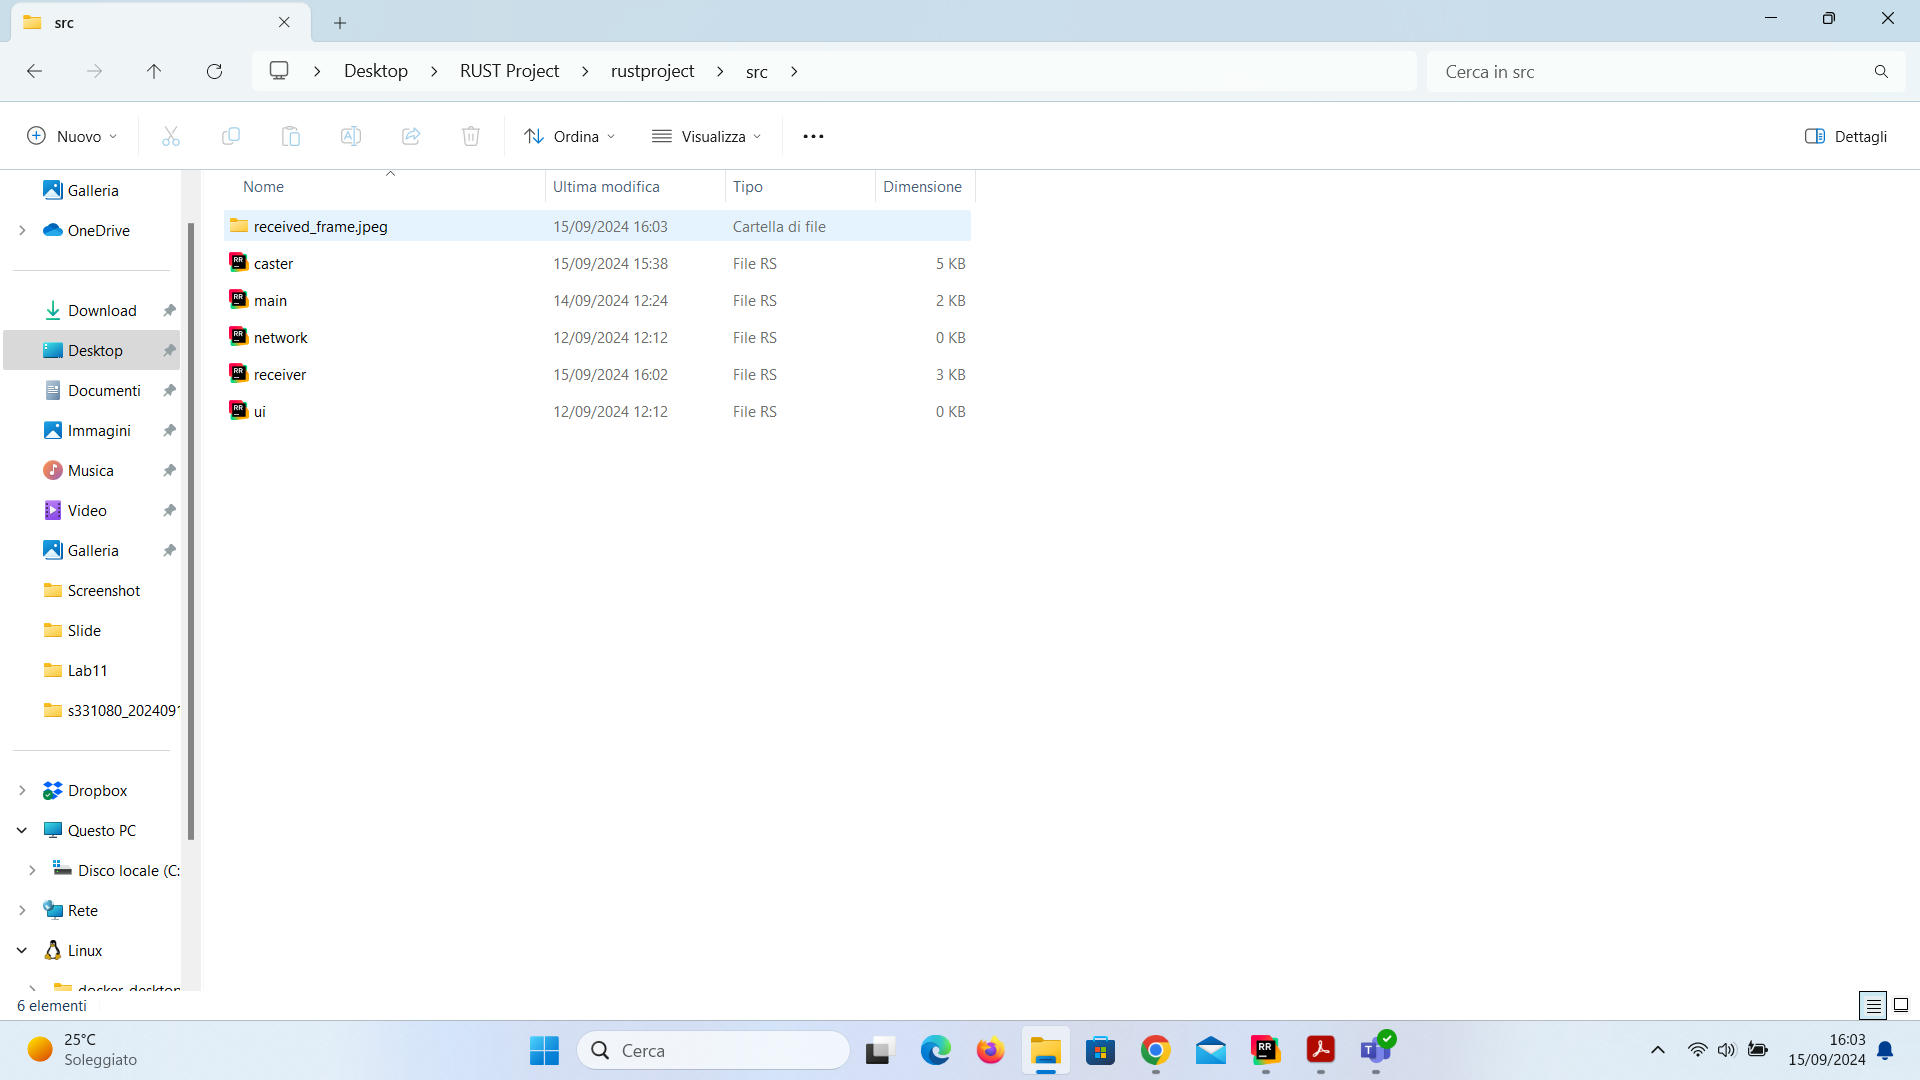 src
Desktop
RUST Project
rustproject
src
Cerca in src
Nuovo
Ordina
Visualizza
Dettagli
Galleria
OneDrive
Download
Desktop
Documenti
Immagini
Musica
Video
Galleria
Screenshot
Slide
Lab11
s331080_202409
Dropbox
Questo PC
Disco locale (C:
Rete
Linux
docker-desktop
Nome Ultima modifica Tipo Dimensione
received_frame.jpeg 15/09/2024 16:03 Cartella di file
caster 15/09/2024 15:38 File RS 5 KB
main 14/09/2024 12:24 File RS 2 KB
network 12/09/2024 12:12 File RS 0 KB
receiver 15/09/2024 16:02 File RS 3 KB
ui 12/09/2024 12:12 File RS 0 KB
6 elementi
25°C
Soleggiato
Cerca
16:03
15/09/2024